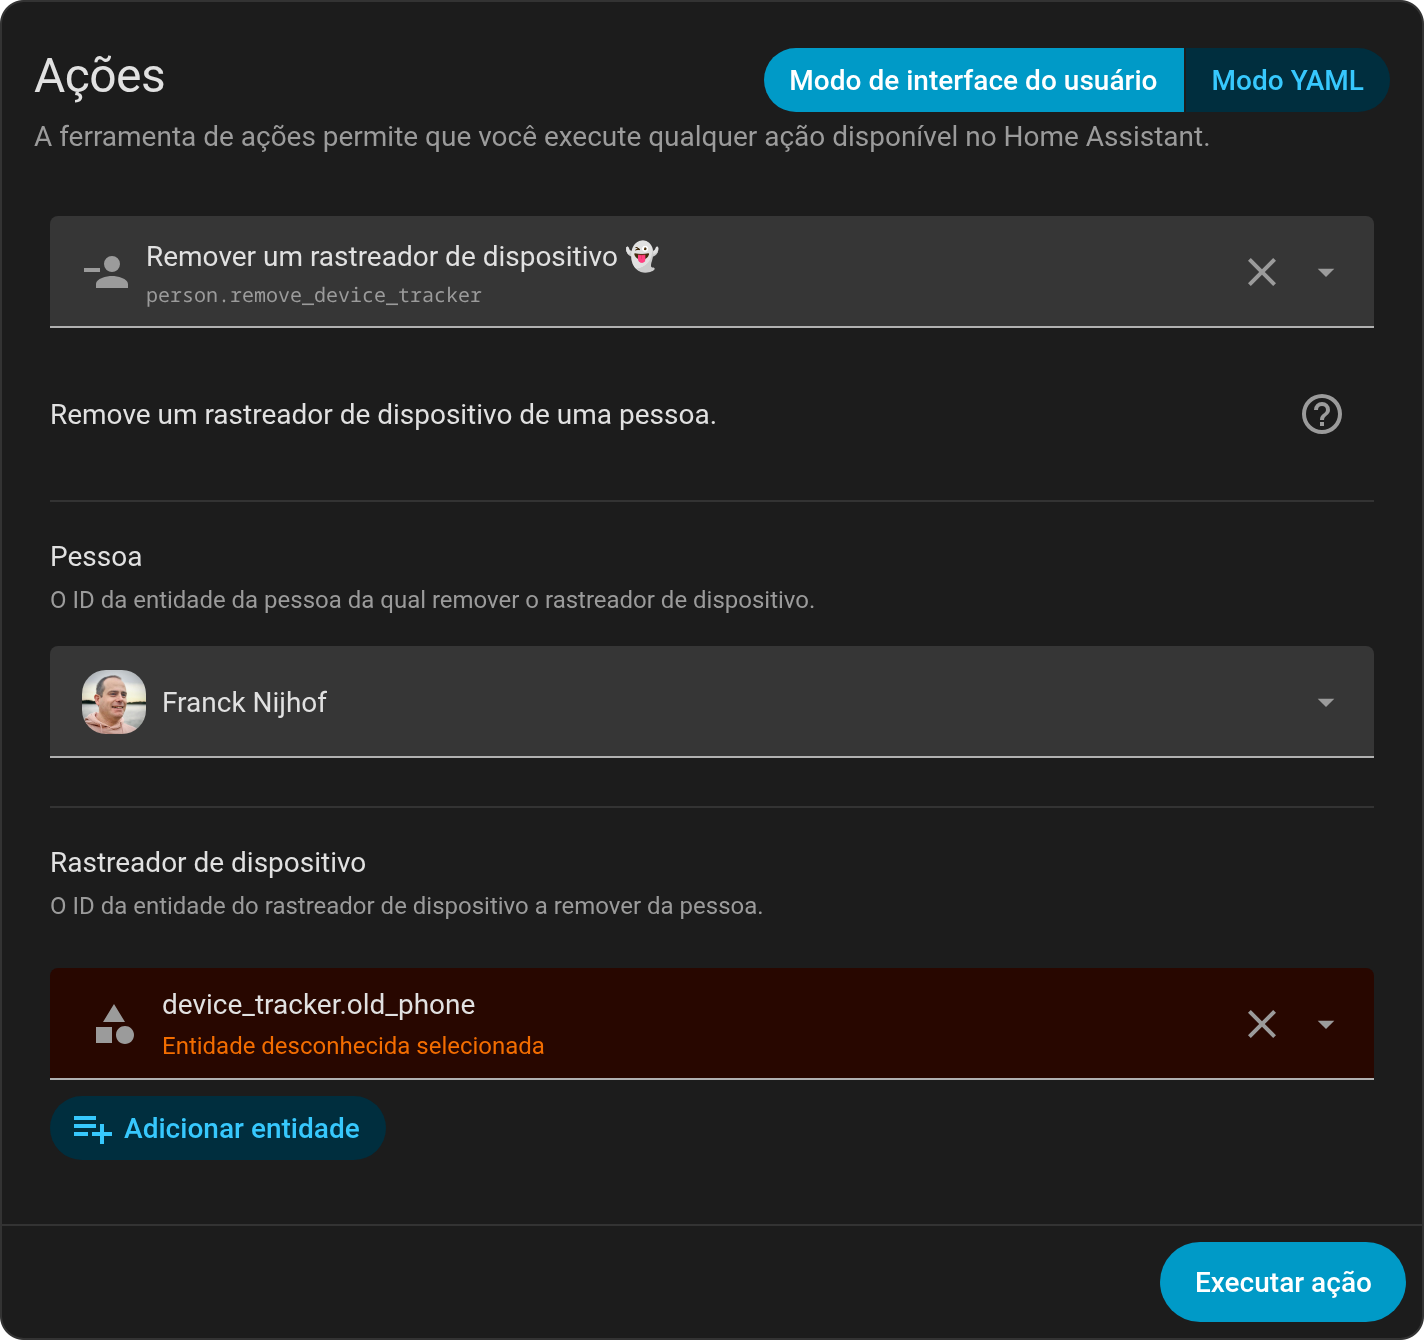 Ações
Modo de interface do usuário
Modo YAML
A ferramenta de ações permite que você execute qualquer ação disponível no Home Assistant.
Remover um rastreador de dispositivo 👻
person.remove_device_tracker
Remove um rastreador de dispositivo de uma pessoa.
Pessoa
O ID da entidade da pessoa da qual remover o rastreador de dispositivo.
Franck Nijhof
Rastreador de dispositivo
O ID da entidade do rastreador de dispositivo a remover da pessoa.
device_tracker.old_phone
Entidade desconhecida selecionada
Adicionar entidade
Executar ação